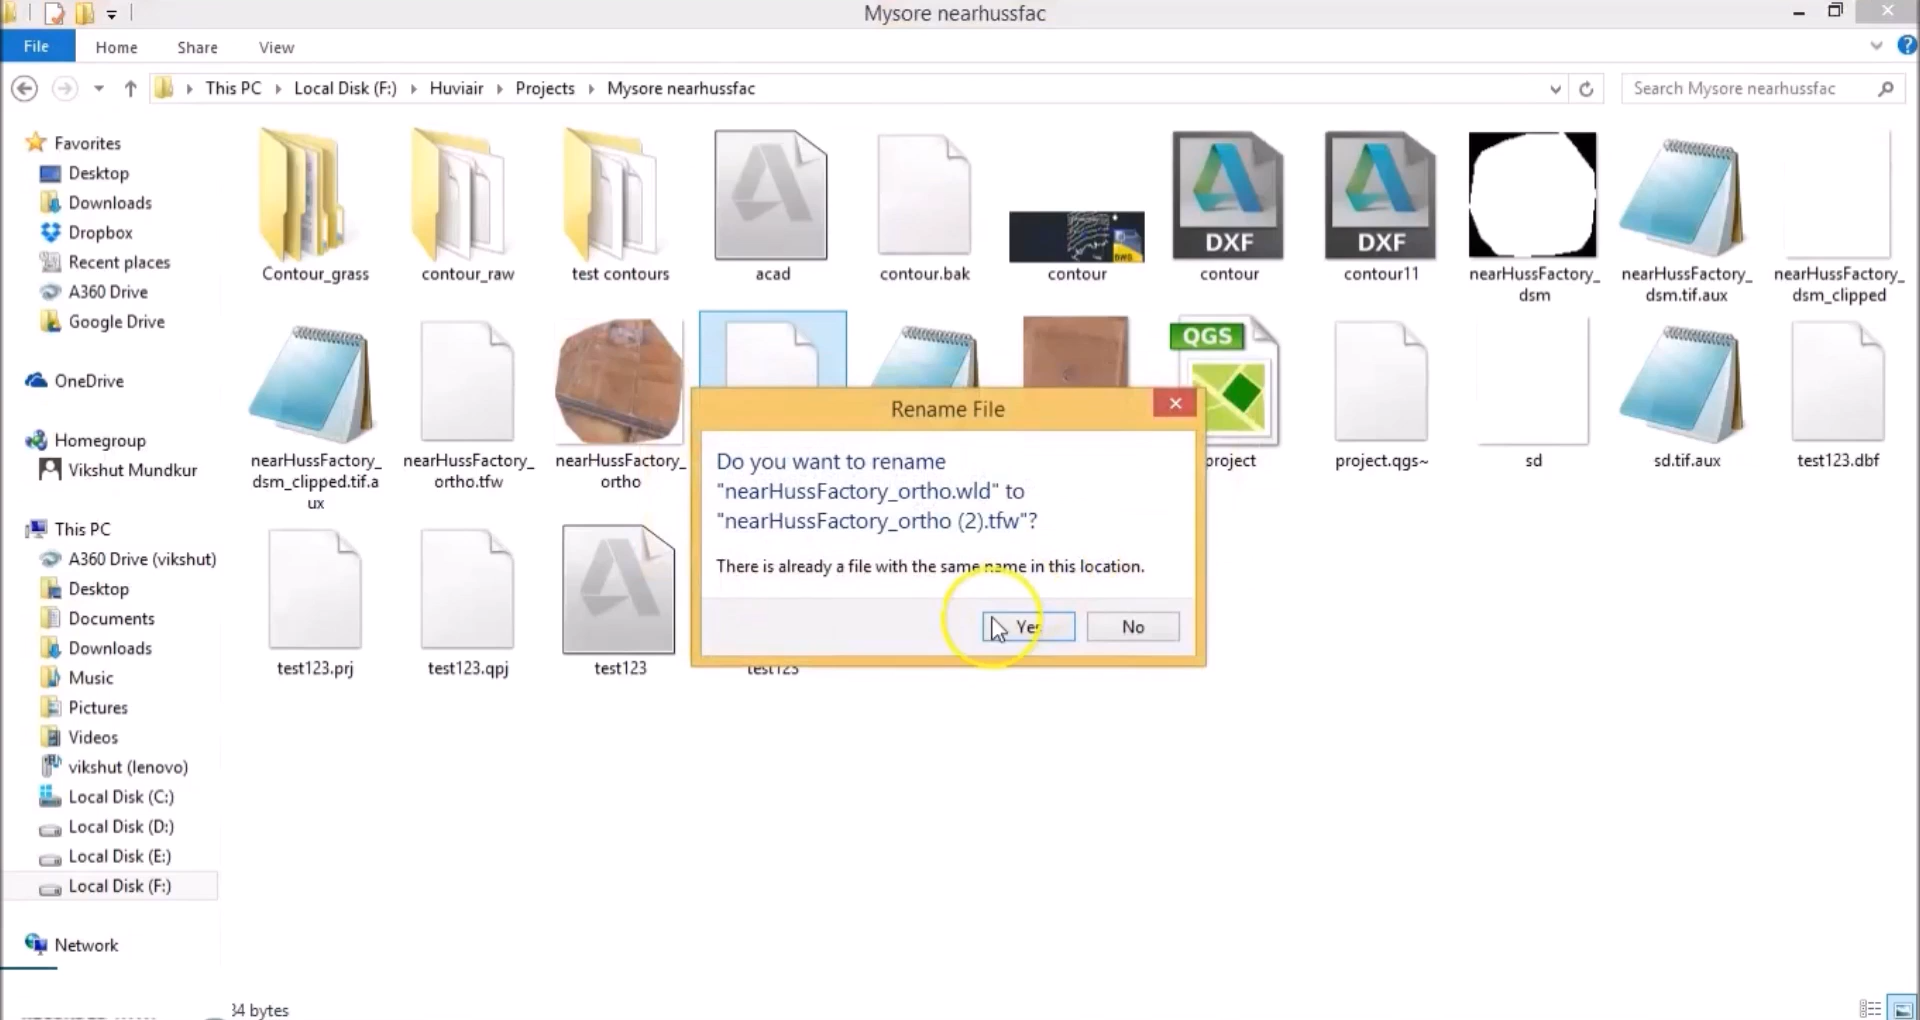 Mysore nearhussfac
File Home Share View
This PC Local Disk (F:) Huviair Projects Mysore nearhussfac
Search Mysore nearhussfac
Favorites
Desktop
Downloads
Dropbox
Recent places
A360 Drive
Google Drive
OneDrive
Homegroup
Vikshut Mundkur
This PC
A360 Drive (vikshut)
Desktop
Documents
Downloads
Music
Pictures
Videos
vikshut (lenovo)
Local Disk (C:)
Local Disk (D:)
Local Disk (E:)
Local Disk (F:)
Network
DXF DXF
Contour_grass contour_raw test contours acad contour.bak contour contour contour11 nearHussFactory_ nearHussFactory_ nearHussFactory_
dsm dsm.tif.aux dsm_clipped
QGS
nearHussFactory_ nearHussFactory_ nearHussFactory_ project project.qgs~ sd sd.tif.aux test123.dbf
dsm_clipped.tif.a ortho.tfw ortho
ux
test123.prj test123.qpj test123 test123
Rename File
Do you want to rename
"nearHussFactory_ortho.wld" to
"nearHussFactory_ortho (2).tfw"?
There is already a file with the same name in this location.
Yes No
34 bytes